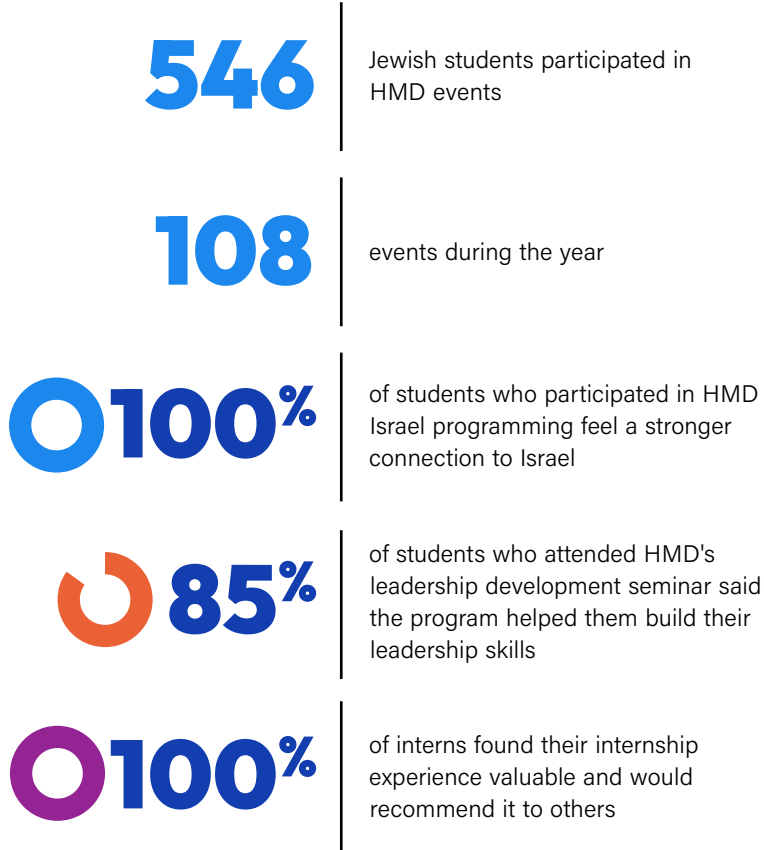 546
Jewish students participated in
HMD events
108
events during the year
100%
of students who participated in HMD
Israel programming feel a stronger
connection to Israel
85%
of students who attended HMD's
leadership development seminar said
the program helped them build their
leadership skills
100%
of interns found their internship
experience valuable and would
recommend it to others